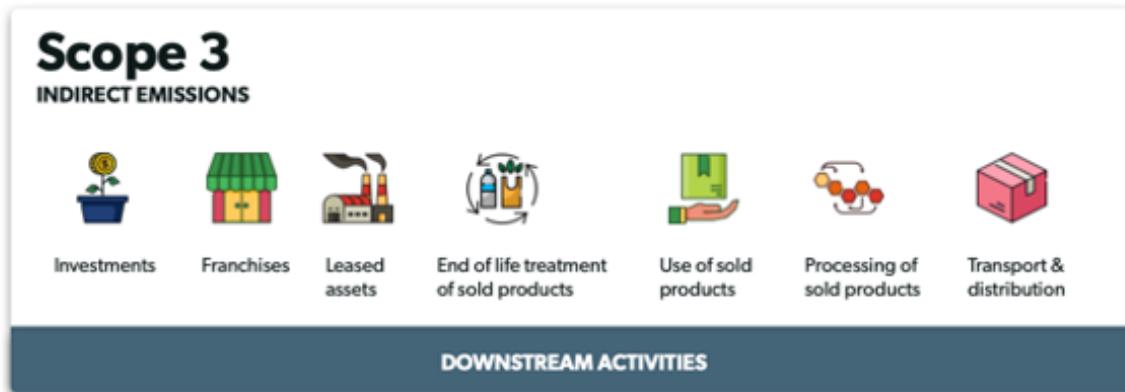 Scope 3
INDIRECT EMISSIONS
Investments
Franchises
Leased
assets
End of life treatment
of sold products
Use of sold
products
Processing of
sold products
Transport &
distribution
DOWNSTREAM ACTIVITIES